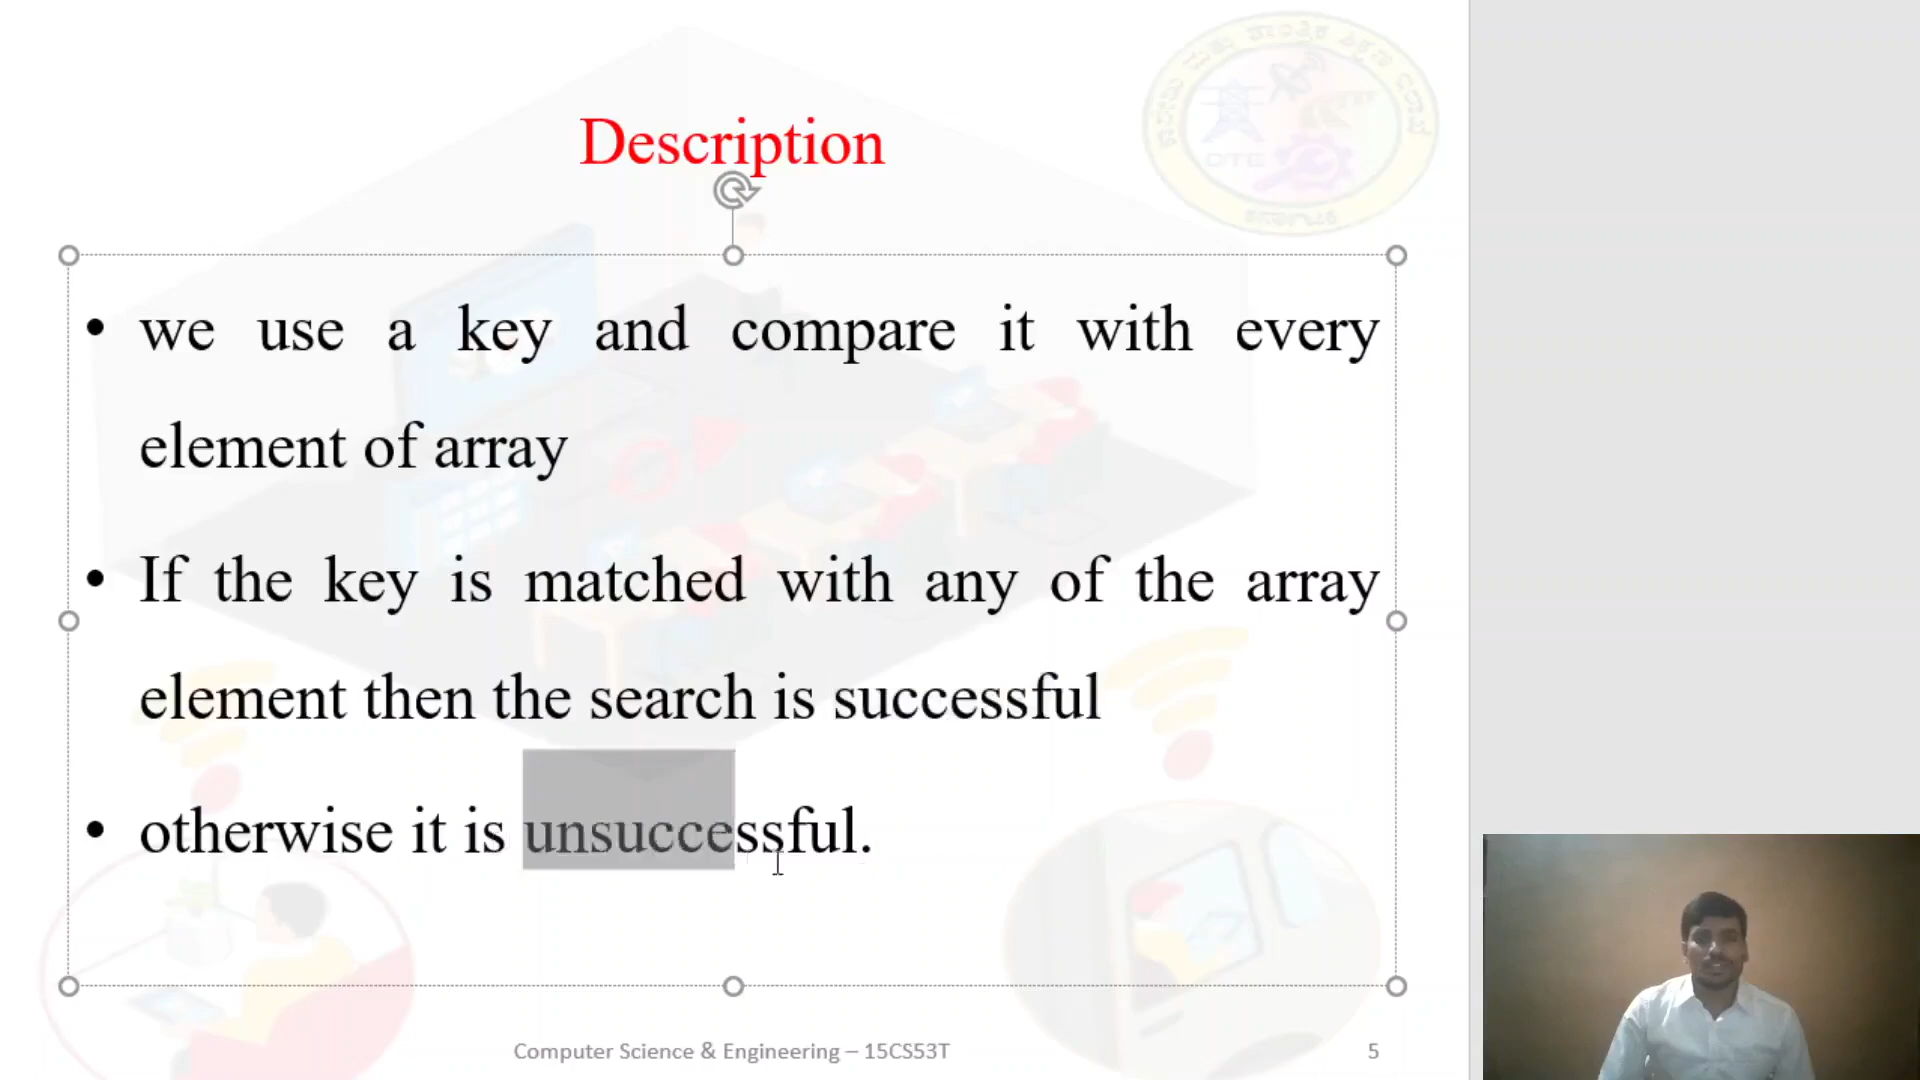 Description
• we use a key and compare it with every
element of array
• If the key is matched with any of the array
element then the search is successful
• otherwise it is unsuccessful.
DTE
Computer Science & Engineering – 15CS53T
5